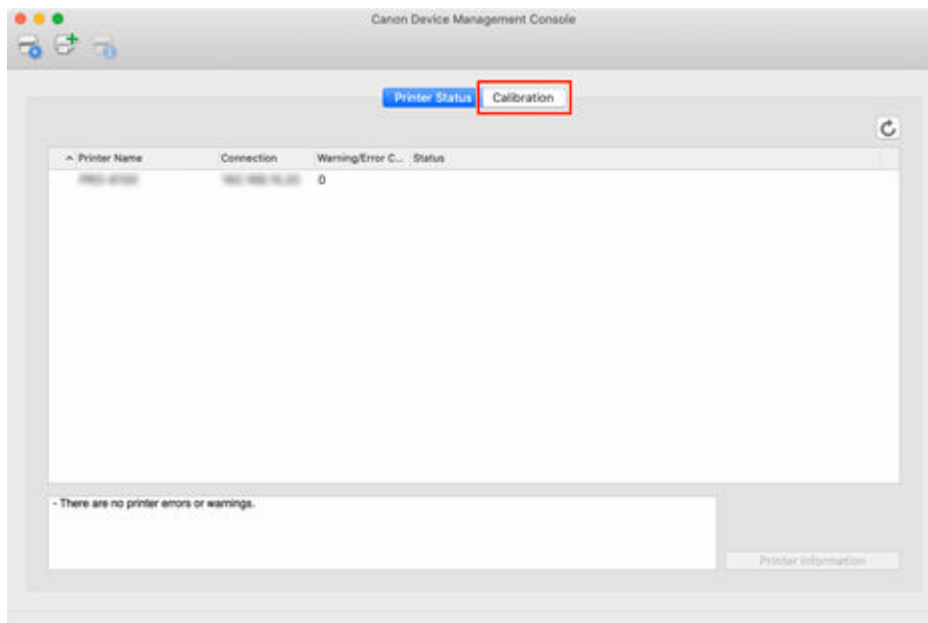 Canon Device Management Console
Printer Status Calibration
Printer Name Connection Warning/Error C... Status
0
- There are no printer errors or warnings.
Printer Information